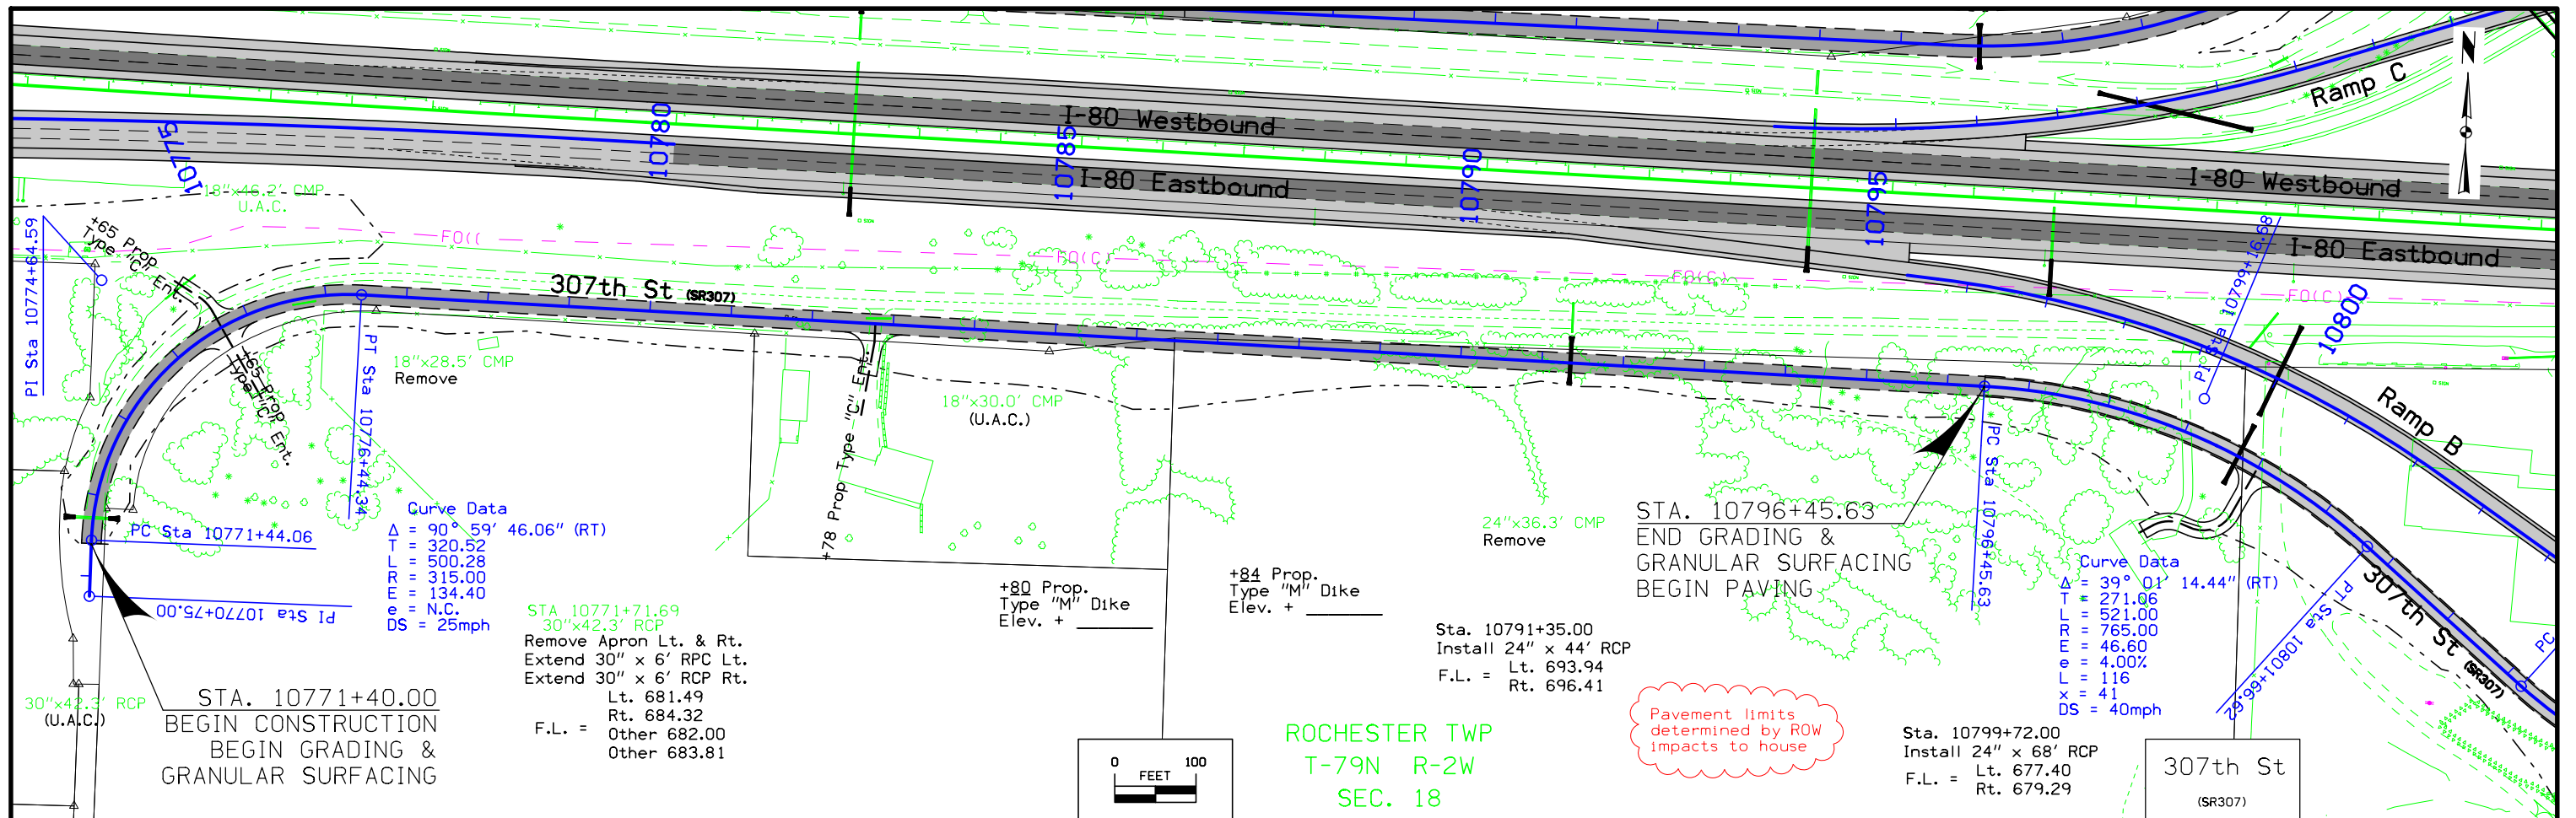 I-80 Westbound
I-80 Eastbound
I-80 Westbound
I-80 Eastbound
Ramp C
Ramp B
N
10775
10780
10785
10790
10795
10800
18"x46.2' CMP
U.A.C.
PI Sta 10774+64.59
+65 Prop
Type "C" Ent.
+65 Prop
Type "C" Ent.
FO((
FO(C)
FO(C)
FO(C)
307th St (SR307)
PT Sta 10776+44.34
18"x28.5' CMP
Remove
+78 Prop Type "C" Ent.
18"x30.0' CMP
(U.A.C.)
PI Sta 10799+16.68
PC Sta 10771+44.06
PI Sta 10770+75.00
Curve Data
Δ = 90° 59' 46.06" (RT)
T = 320.52
L = 500.28
R = 315.00
E = 134.40
e = N.C.
DS = 25mph
STA 10771+71.69
30"x42.3' RCP
Remove Apron Lt. & Rt.
Extend 30" x 6' RPC Lt.
Extend 30" x 6' RCP Rt.
F.L. =
Lt. 681.49
Rt. 684.32
Other 682.00
Other 683.81
30"x42.3' RCP
(U.A.C.)
STA. 10771+40.00
BEGIN CONSTRUCTION
BEGIN GRADING &
GRANULAR SURFACING
+80 Prop.
Type "M" Dike
Elev. +
+84 Prop.
Type "M" Dike
Elev. +
24"x36.3' CMP
Remove
Sta. 10791+35.00
Install 24" x 44' RCP
F.L. =
Lt. 693.94
Rt. 696.41
STA. 10796+45.63
END GRADING &
GRANULAR SURFACING
BEGIN PAVING
PC Sta 10796+45.63
Curve Data
Δ = 39° 01' 14.44" (RT)
T = 271.06
L = 521.00
R = 765.00
E = 46.60
e = 4.00%
L = 116
x = 41
DS = 40mph
PT Sta 10801+66.62
307th St (SR307)
PC
Pavement limits
determined by ROW
impacts to house
Sta. 10799+72.00
Install 24" x 68' RCP
F.L. =
Lt. 677.40
Rt. 679.29
ROCHESTER TWP
T-79N R-2W
SEC. 18
0 100
FEET
307th St
(SR307)